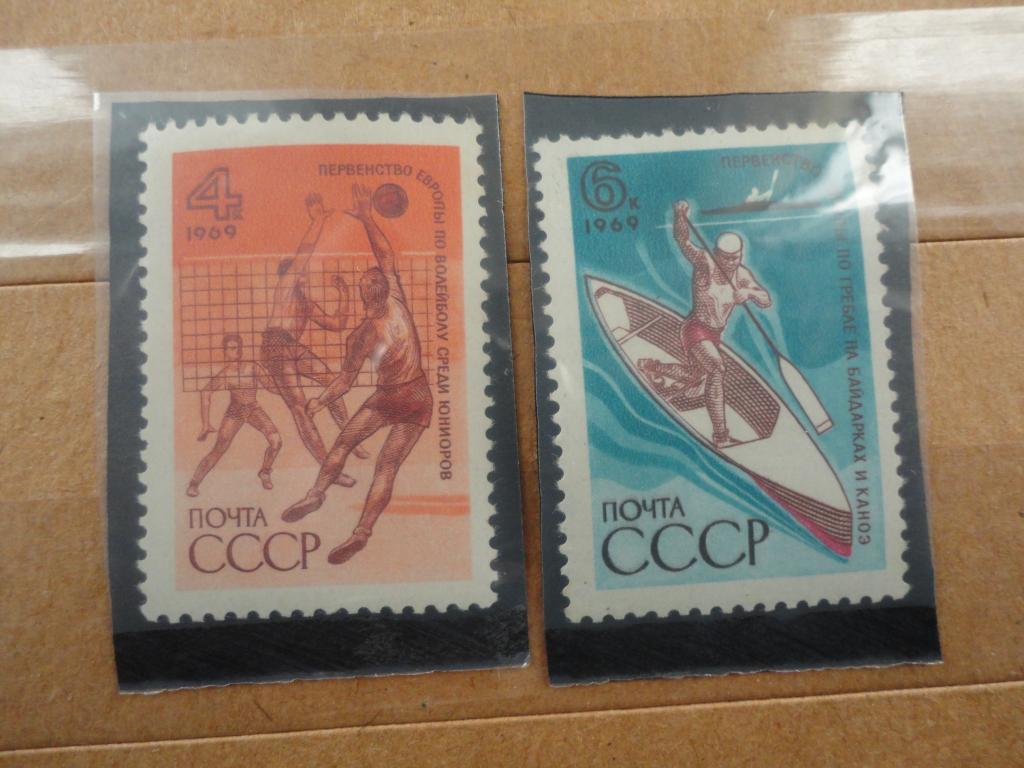 4к
1969
ПЕРВЕНСТВО ЕВРОПЫ ПО ВОЛЕЙБОЛУ СРЕДИ ЮНИОРОВ
ПОЧТА
СССР
6к
1969
ПЕРВЕНСТВО ПО ГРЕБЛЕ НА БАЙДАРКАХ И КАНОЭ
ПОЧТА
СССР